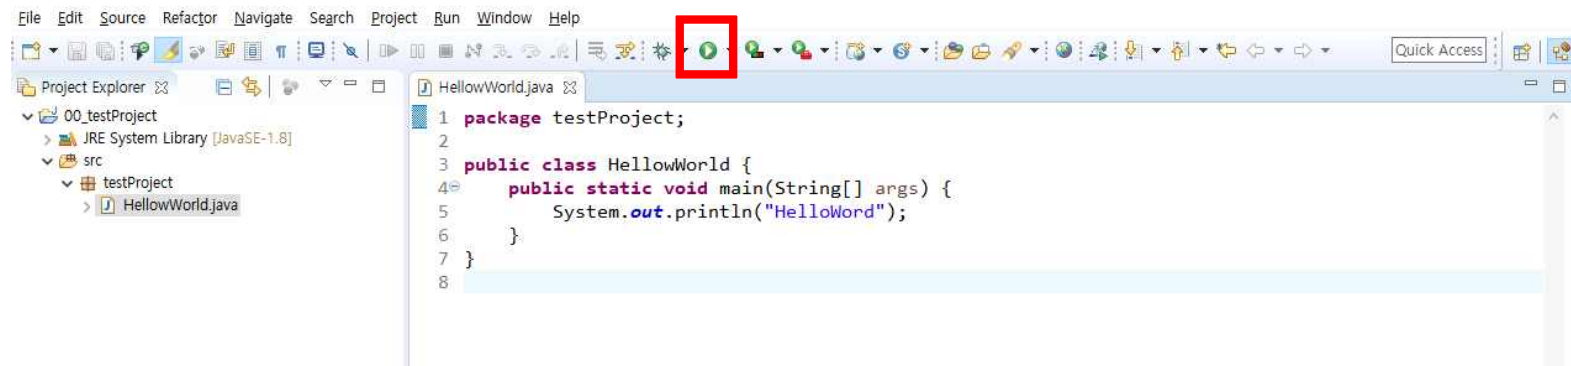 File Edit Source Refactor Navigate Search Project Run Window Help
Quick Access
Project Explorer
HellowWorld.java
00_testProject
JRE System Library [JavaSE-1.8]
src
testProject
HellowWorld.java
1 package testProject;
2
3 public class HellowWorld {
4 public static void main(String[] args) {
5 System.out.println("HelloWord");
6 }
7 }
8